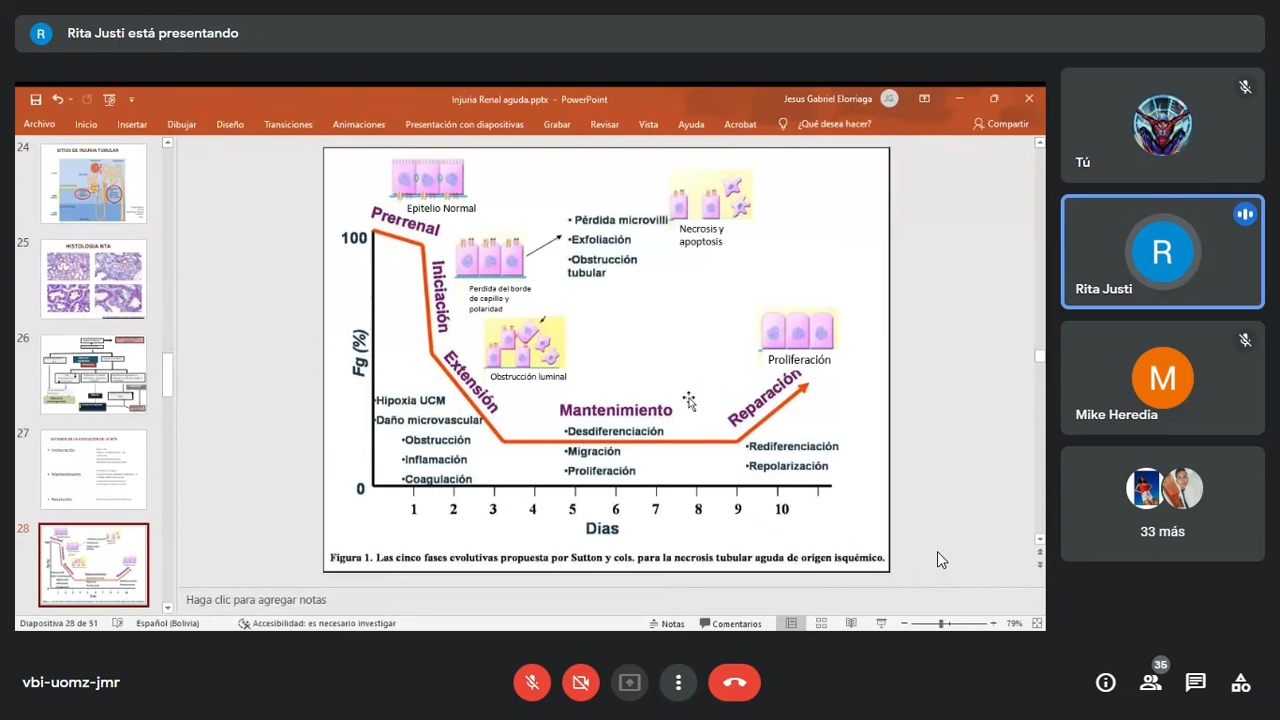 R
Rita Justi está presentando
Injuria Renal aguda.pptx - PowerPoint
Jesus Gabriel Elorriaga
JG
Archivo Inicio Insertar Dibujar Diseño Transiciones Animaciones Presentación con diapositivas Grabar Revisar Vista Ayuda Acrobat ¿Qué desea hacer? Compartir
24
SITIOS DE INJURIA TUBULAR
25
HISTOLOGIA NTA
26
27
28
Epitelio Normal
Prerrenal
100
Iniciación
Perdida del borde
de cepillo y
polaridad
• Pérdida microvilli
•Exfoliación
•Obstrucción
tubular
Necrosis y
apoptosis
Fg (%)
Extensión
Obstrucción luminal
Proliferación
Hipoxia UCM
Daño microvascular
•Obstrucción
•Inflamación
•Coagulación
Mantenimiento
•Desdiferenciación
•Migración
•Proliferación
Reparación
•Rediferenciación
•Repolarización
0
1 2 3 4 5 6 7 8 9 10
Dias
Figura 1. Las cinco fases evolutivas propuesta por Sutton y cols. para la necrosis tubular aguda de origen isquémico.
Haga clic para agregar notas
Diapositiva 28 de 51 Español (Bolivia) Accesibilidad: es necesario investigar Notas Comentarios 79%
Tú
R
Rita Justi
M
Mike Heredia
33 más
vbi-uomz-jmr
35